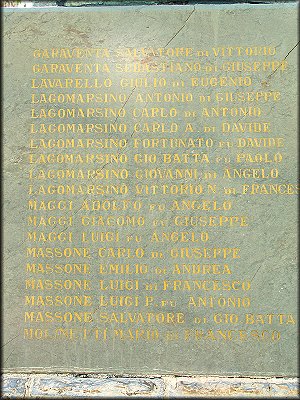 GARAVENTA SALVATORE DI VITTORIO
GARAVENTA SEBASTIANO DI GIUSEPPE
LAVARELLO GIULIO DI EUGENIO
LAGOMARSINO ANTONIO DI GIUSEPPE
LAGOMARSINO CARLO DI ANTONIO
LAGOMARSINO CARLO A. DI DAVIDE
LAGOMARSINO FORTUNATO FU DAVIDE
LAGOMARSINO GIO.BATTA FU PAOLO
LAGOMARSINO GIOVANNI DI ANGELO
LAGOMARSINO VITTORIO N. DI FRANCES
MAGGI ADOLFO FU ANGELO
MAGGI GIACOMO FU GIUSEPPE
MAGGI LUIGI FU ANGELO
MASSONE CARLO DI GIUSEPPE
MASSONE EMILIO DI ANDREA
MASSONE LUIGI DI FRANCESCO
MASSONE LUIGI P. FU ANTONIO
MASSONE SALVATORE DI GIO BATTA
MARIO DI FRANCESCO